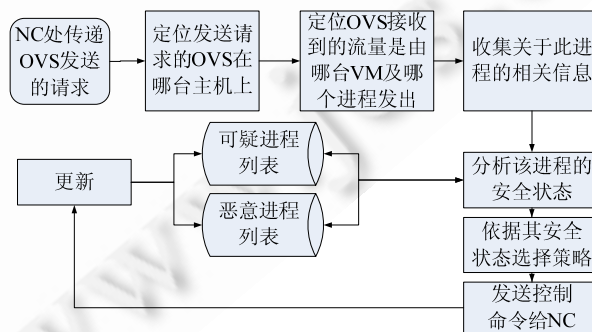 NC处传递
OVS发送
的请求
定位发送请
求的OVS在
哪台主机上
定位OVS接收
到的流量是由
哪台VM及哪
个进程发出
收集关于此进
程的相关信息
可疑进程
列表
更新
恶意进程
列表
分析该进程的
安全状态
依据其安全
状态选择策略
发送控制
命令给NC